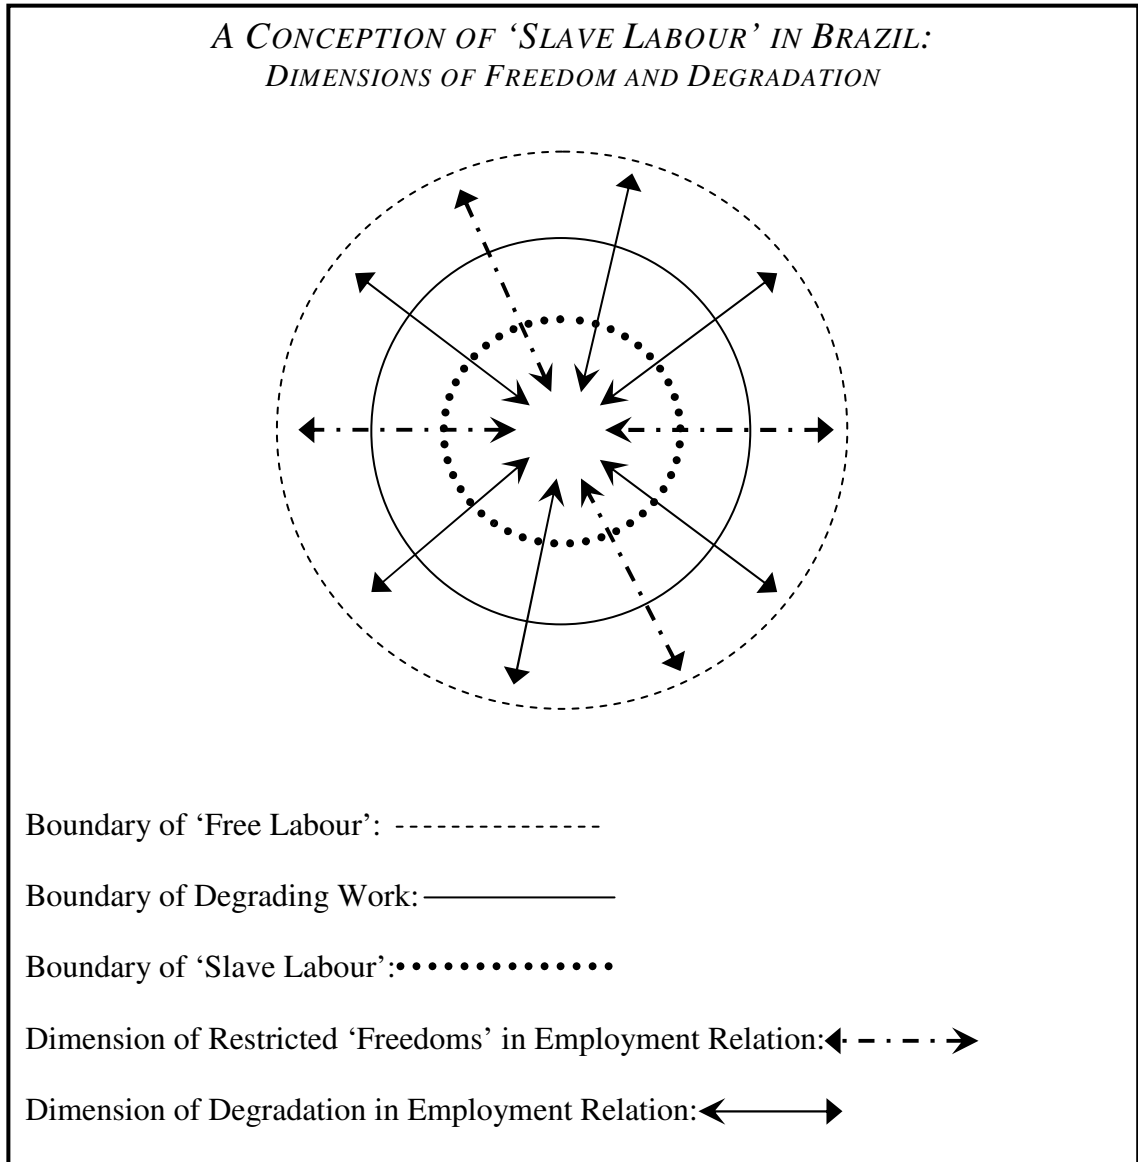 A CONCEPTION OF ‘SLAVE LABOUR’ IN BRAZIL:
DIMENSIONS OF FREEDOM AND DEGRADATION
Boundary of ‘Free Labour’:
Boundary of Degrading Work:
Boundary of ‘Slave Labour’:
Dimension of Restricted ‘Freedoms’ in Employment Relation:
Dimension of Degradation in Employment Relation: